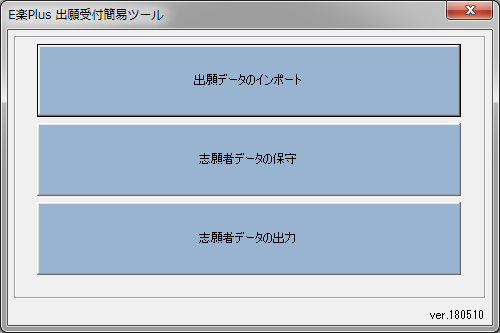 E楽Plus 出願受付簡易ツール
出願データのインポート
志願者データの保守
志願者データの出力
ver.180510